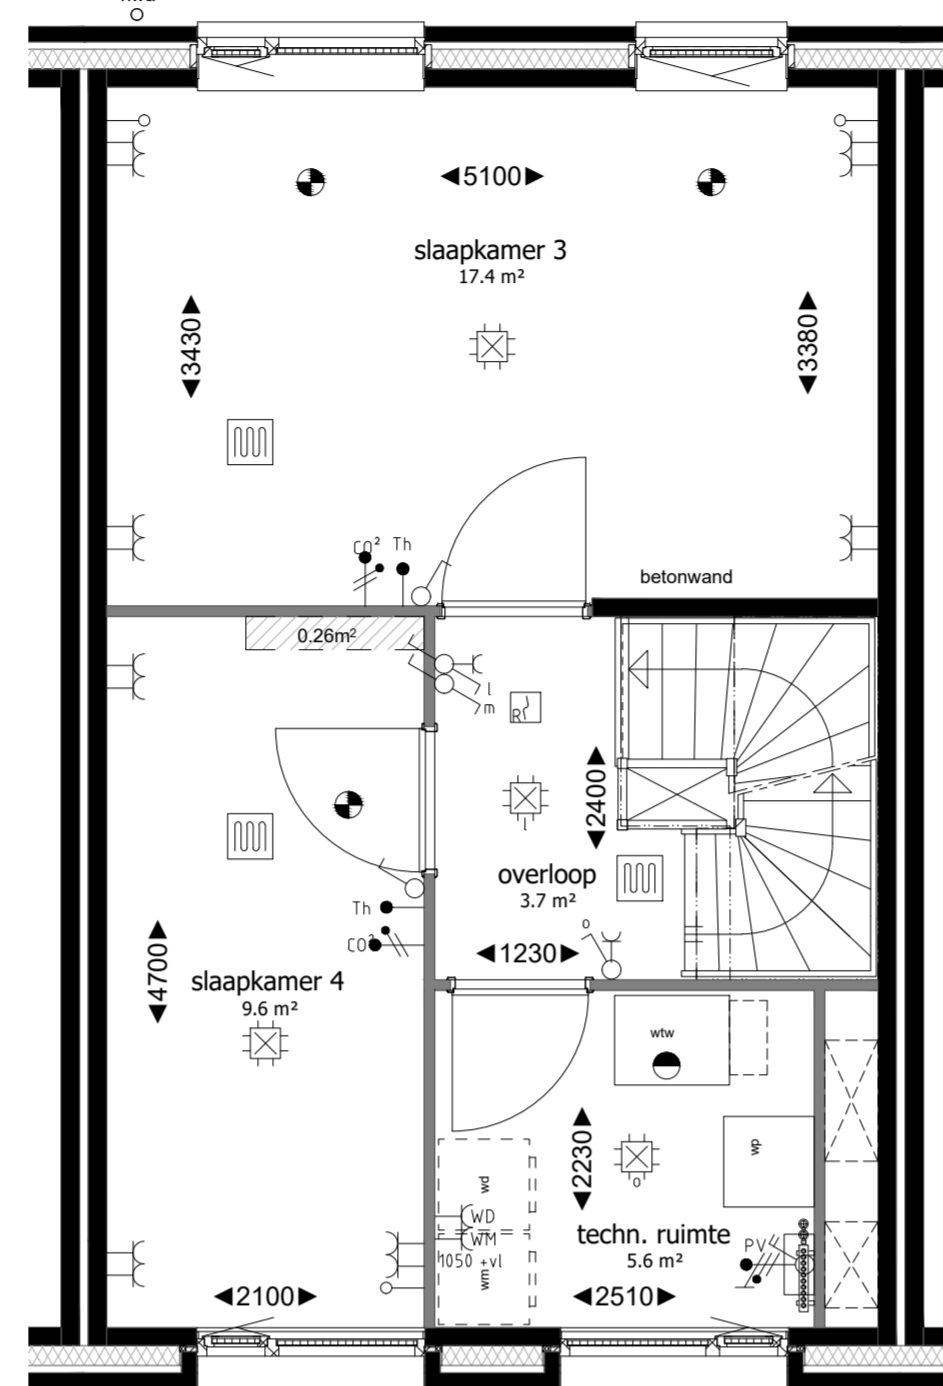 5100
slaapkamer 3
17.4 m²
3430
3380
CO²
Th
betonwand
0.26m²
l
m
R
2400
l
overloop
3.7 m²
Th
CO²
o
1230
4700
slaapkamer 4
9.6 m²
wtw
2230
wp
o
wd
WD
WM
1050 +vl
wm
techn. ruimte
5.6 m²
PV
2100
2510